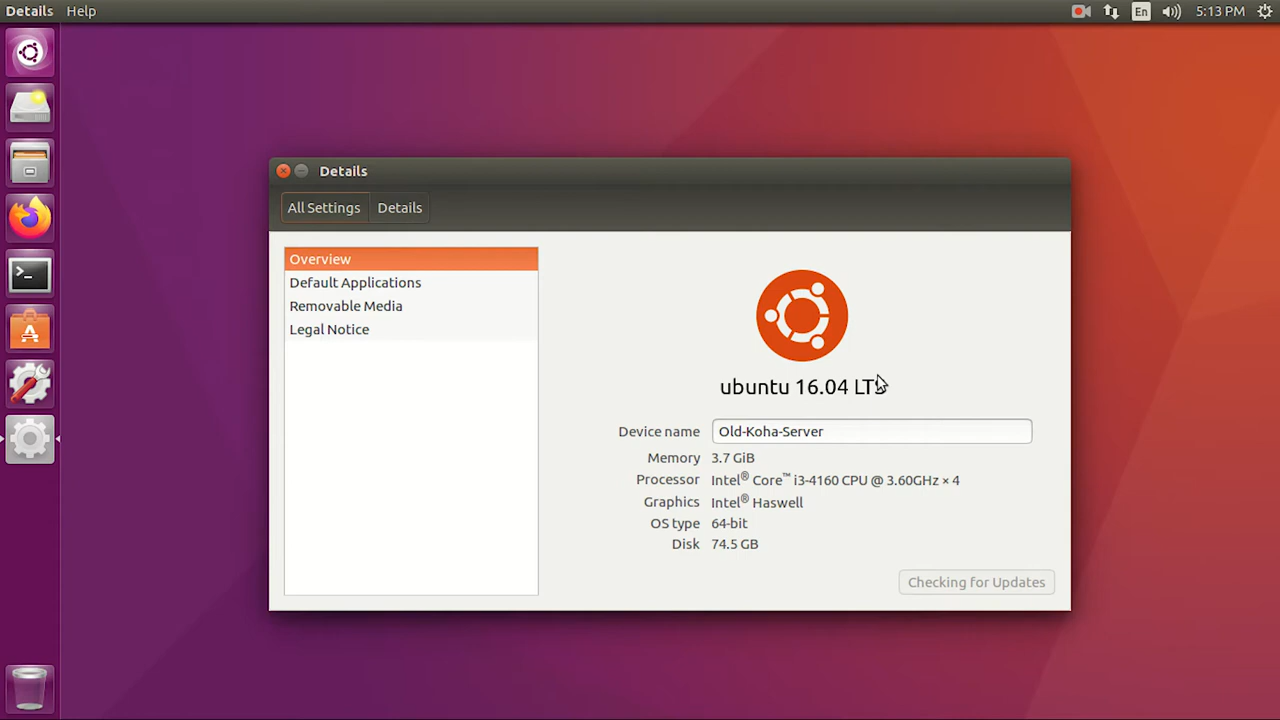 Details Help
En 5:13 PM
Details
All Settings Details
Overview
Default Applications
Removable Media
Legal Notice
ubuntu 16.04 LTS
Device name Old-Koha-Server
Memory 3.7 GiB
Processor Intel® Core™ i3-4160 CPU @ 3.60GHz × 4
Graphics Intel® Haswell
OS type 64-bit
Disk 74.5 GB
Checking for Updates